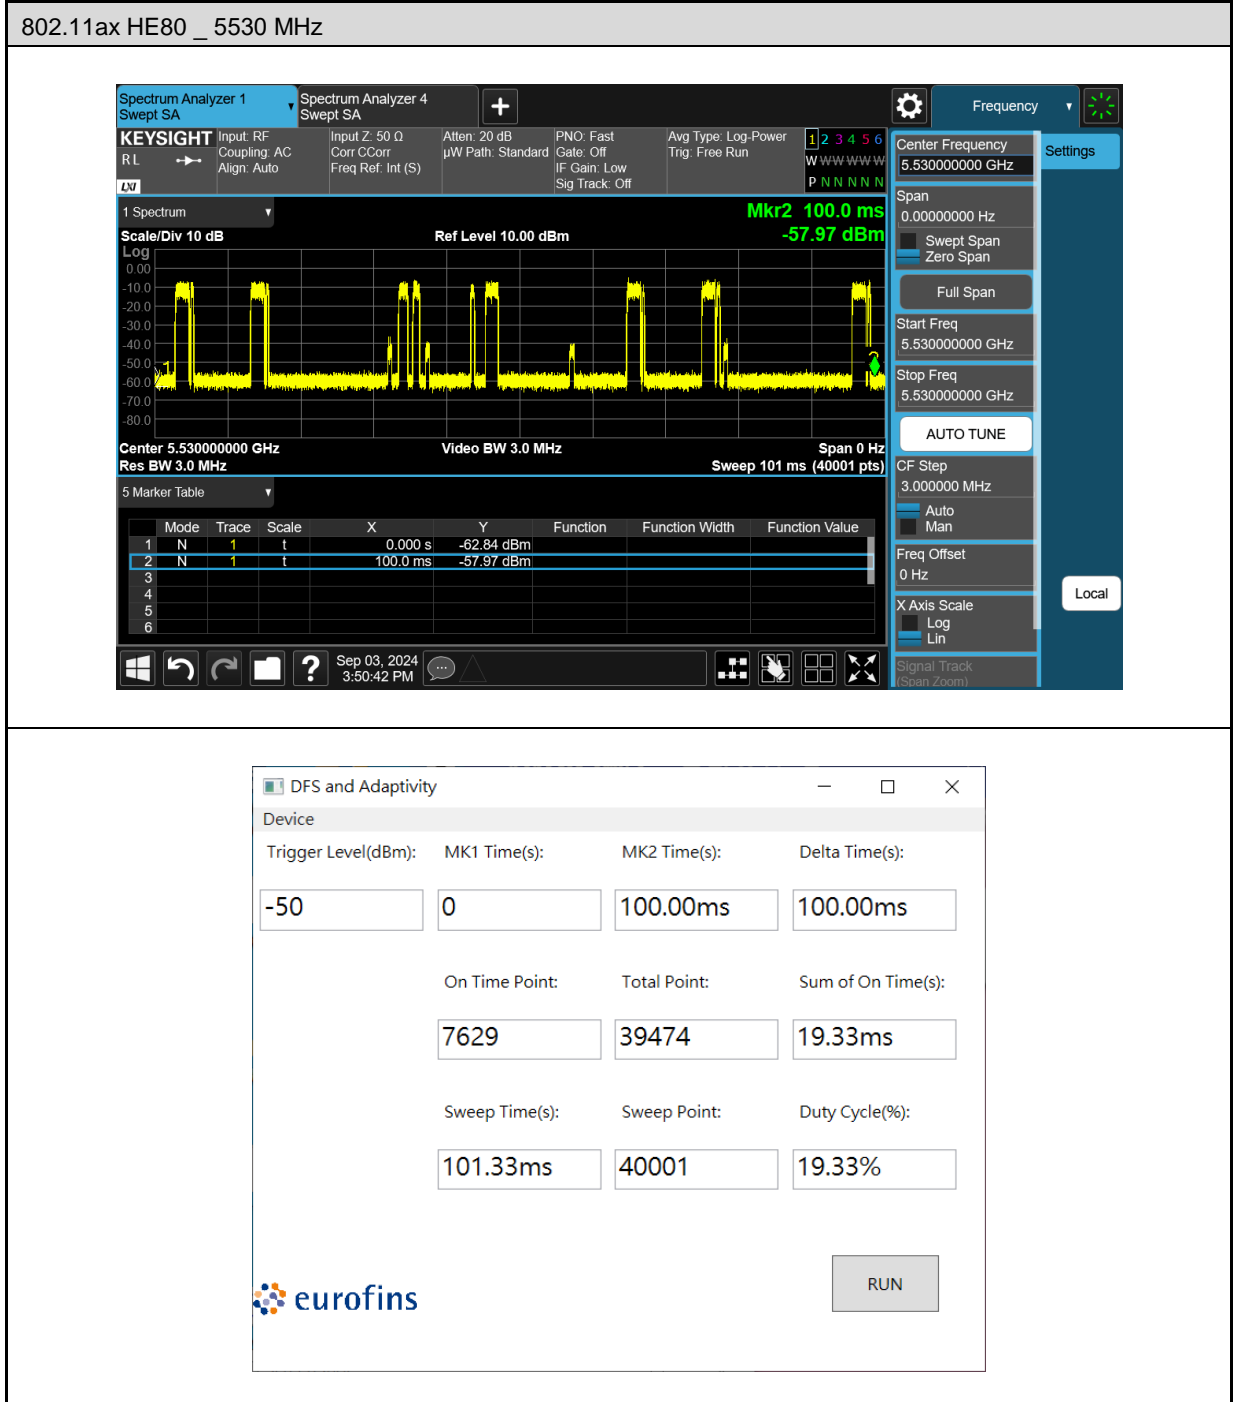 802.11ax HE80 _ 5530 MHz
Spectrum Analyzer 1
Swept SA
Spectrum Analyzer 4
Swept SA
Frequency
KEYSIGHT
RL
LXI
Input: RF
Coupling: AC
Align: Auto
Input Z: 50 Ω
Corr CCorr
Freq Ref: Int (S)
Atten: 20 dB
µW Path: Standard
PNO: Fast
Gate: Off
IF Gain: Low
Sig Track: Off
Avg Type: Log-Power
Trig: Free Run
1 2 3 4 5 6
W W W W W W
P N N N N N
1 Spectrum
Scale/Div 10 dB
Ref Level 10.00 dBm
Mkr2 100.0 ms
-57.97 dBm
Log
0.00
-10.0
-20.0
-30.0
-40.0
-50.0
-60.0
-70.0
-80.0
1
2
Center 5.530000000 GHz
Video BW 3.0 MHz
Span 0 Hz
Res BW 3.0 MHz
Sweep 101 ms (40001 pts)
5 Marker Table
Mode Trace Scale X Y Function Function Width Function Value
1 N 1 t 0.000 s -62.84 dBm
2 N 1 t 100.0 ms -57.97 dBm
3
4
5
6
Sep 03, 2024
3:50:42 PM
Center Frequency
5.530000000 GHz
Settings
Span
0.00000000 Hz
Swept Span
Zero Span
Full Span
Start Freq
5.530000000 GHz
Stop Freq
5.530000000 GHz
AUTO TUNE
CF Step
3.000000 MHz
Auto
Man
Freq Offset
0 Hz
X Axis Scale
Log
Lin
Signal Track
(Span Zoom)
Local
DFS and Adaptivity
Device
Trigger Level(dBm): MK1 Time(s): MK2 Time(s): Delta Time(s):
-50 0 100.00ms 100.00ms
On Time Point: Total Point: Sum of On Time(s):
7629 39474 19.33ms
Sweep Time(s): Sweep Point: Duty Cycle(%):
101.33ms 40001 19.33%
RUN
eurofins